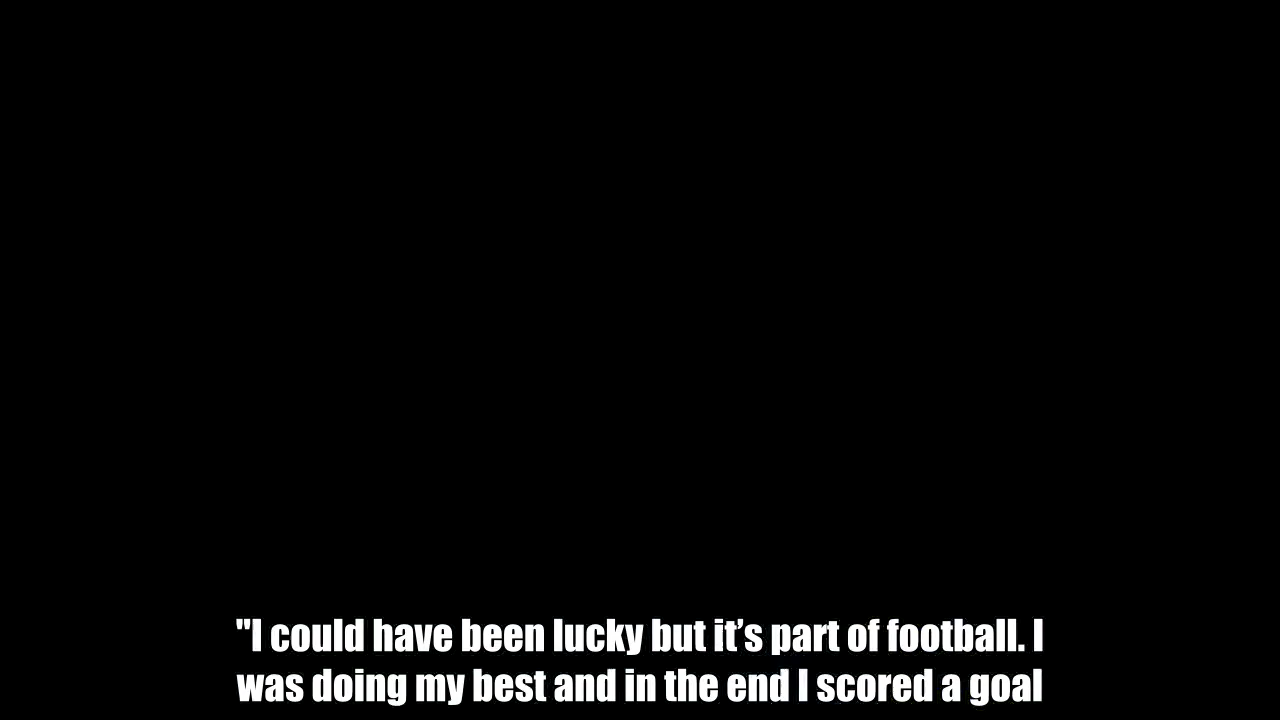 "I could have been lucky but it’s part of football. I
was doing my best and in the end I scored a goal